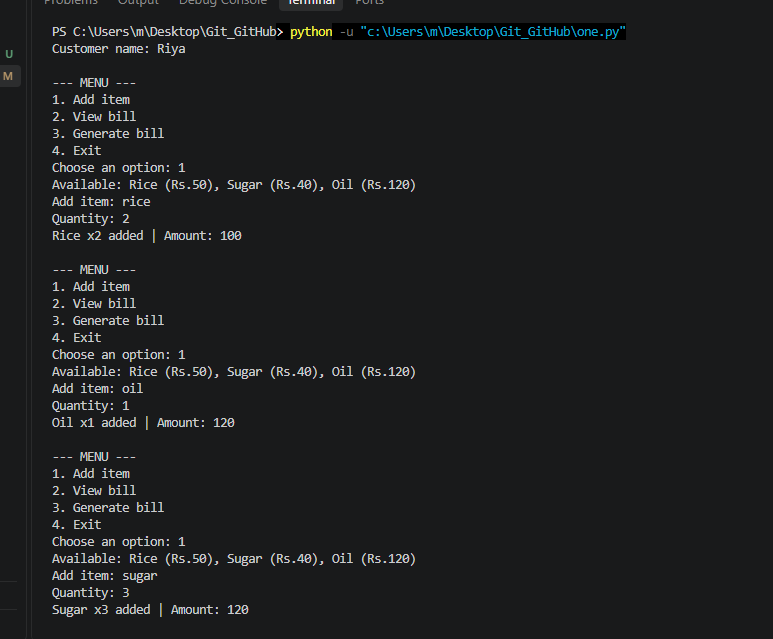 Problems Output Debug Console Terminal Ports
PS C:\Users\m\Desktop\Git_GitHub> python -u "c:\Users\m\Desktop\Git_GitHub\one.py"
Customer name: Riya
U
M
--- MENU ---
1. Add item
2. View bill
3. Generate bill
4. Exit
Choose an option: 1
Available: Rice (Rs.50), Sugar (Rs.40), Oil (Rs.120)
Add item: rice
Quantity: 2
Rice x2 added | Amount: 100
--- MENU ---
1. Add item
2. View bill
3. Generate bill
4. Exit
Choose an option: 1
Available: Rice (Rs.50), Sugar (Rs.40), Oil (Rs.120)
Add item: oil
Quantity: 1
Oil x1 added | Amount: 120
--- MENU ---
1. Add item
2. View bill
3. Generate bill
4. Exit
Choose an option: 1
Available: Rice (Rs.50), Sugar (Rs.40), Oil (Rs.120)
Add item: sugar
Quantity: 3
Sugar x3 added | Amount: 120